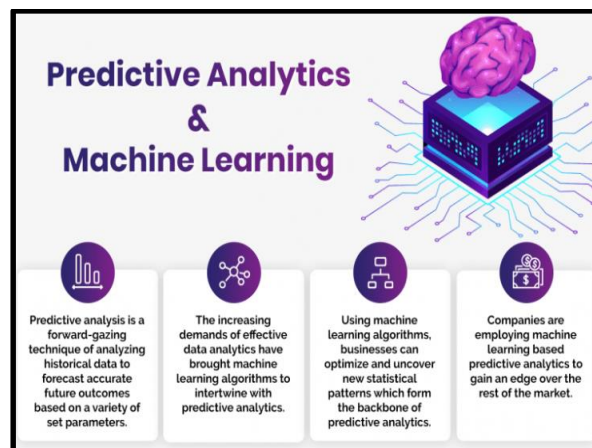 Predictive Analytics
&
Machine Learning
Predictive analysis is a
forward-gazing
technique of analyzing
historical data to
forecast accurate
future outcomes
based on a variety of
set parameters.
The increasing
demands of effective
data analytics have
brought machine
learning algorithms to
intertwine with
predictive analytics.
Using machine
learning algorithms,
businesses can
optimize and uncover
new statistical
patterns which form
the backbone of
predictive analytics.
Companies are
employing machine
learning based
predictive analytics to
gain an edge over the
rest of the market.